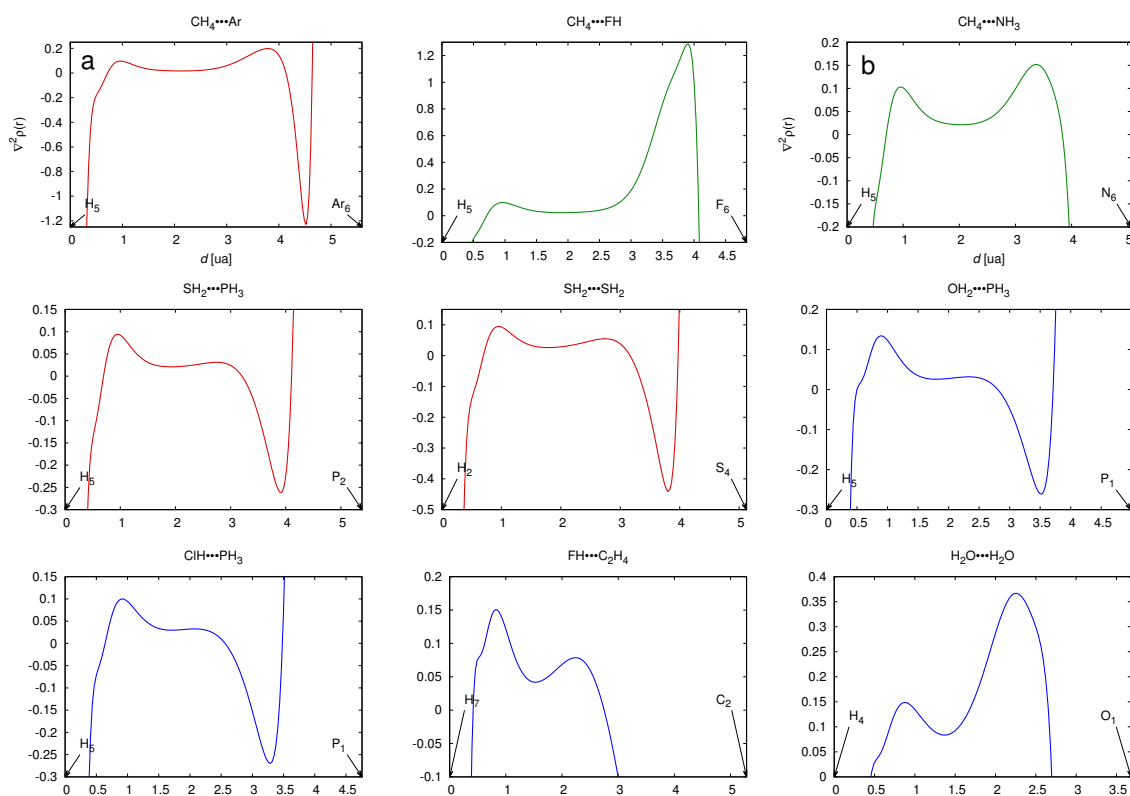 CH4•••Ar
a
∇²ρ(r)
0.2
0
-0.2
-0.4
-0.6
-0.8
-1
-1.2
H5
Ar6
0 1 2 3 4 5
d [ua]
CH4•••FH
1.2
1
0.8
0.6
0.4
0.2
0
-0.2
H5
F6
0 0.5 1 1.5 2 2.5 3 3.5 4 4.5
CH4•••NH3
b
∇²ρ(r)
0.2
0.15
0.1
0.05
0
-0.05
-0.1
-0.15
-0.2
H5
N6
0 1 2 3 4 5
d [ua]
SH2•••PH3
0.15
0.1
0.05
0
-0.05
-0.1
-0.15
-0.2
-0.25
-0.3
H5
P2
0 1 2 3 4 5
SH2•••SH2
0.1
0
-0.1
-0.2
-0.3
-0.4
-0.5
H2
S4
0 1 2 3 4 5
OH2•••PH3
0.2
0.1
0
-0.1
-0.2
-0.3
H5
P1
0 0.5 1 1.5 2 2.5 3 3.5 4 4.5
ClH•••PH3
0.15
0.1
0.05
0
-0.05
-0.1
-0.15
-0.2
-0.25
-0.3
H5
P1
0 0.5 1 1.5 2 2.5 3 3.5 4 4.5
FH•••C2H4
0.2
0.15
0.1
0.05
0
-0.05
-0.1
H7
C2
0 1 2 3 4 5
H2O•••H2O
0.4
0.35
0.3
0.25
0.2
0.15
0.1
0.05
0
H4
O1
0 0.5 1 1.5 2 2.5 3 3.5